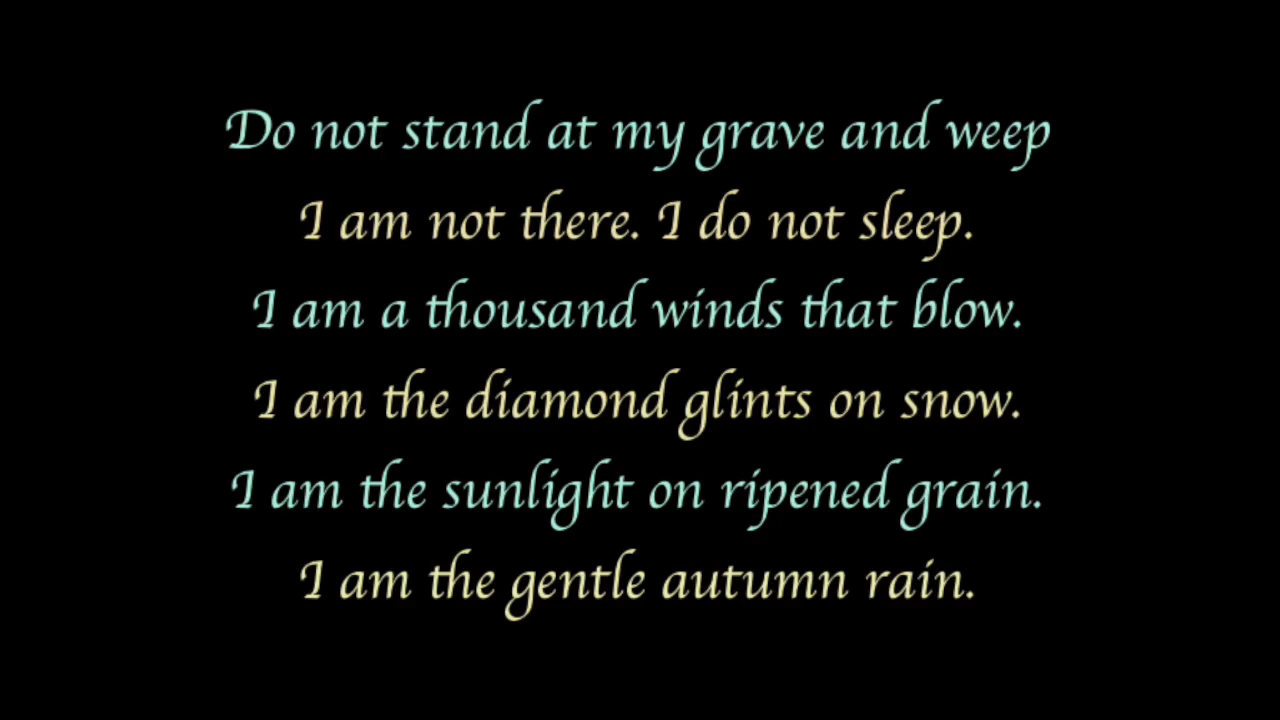 Do not stand at my grave and weep
I am not there. I do not sleep.
I am a thousand winds that blow.
I am the diamond glints on snow.
I am the sunlight on ripened grain.
I am the gentle autumn rain.